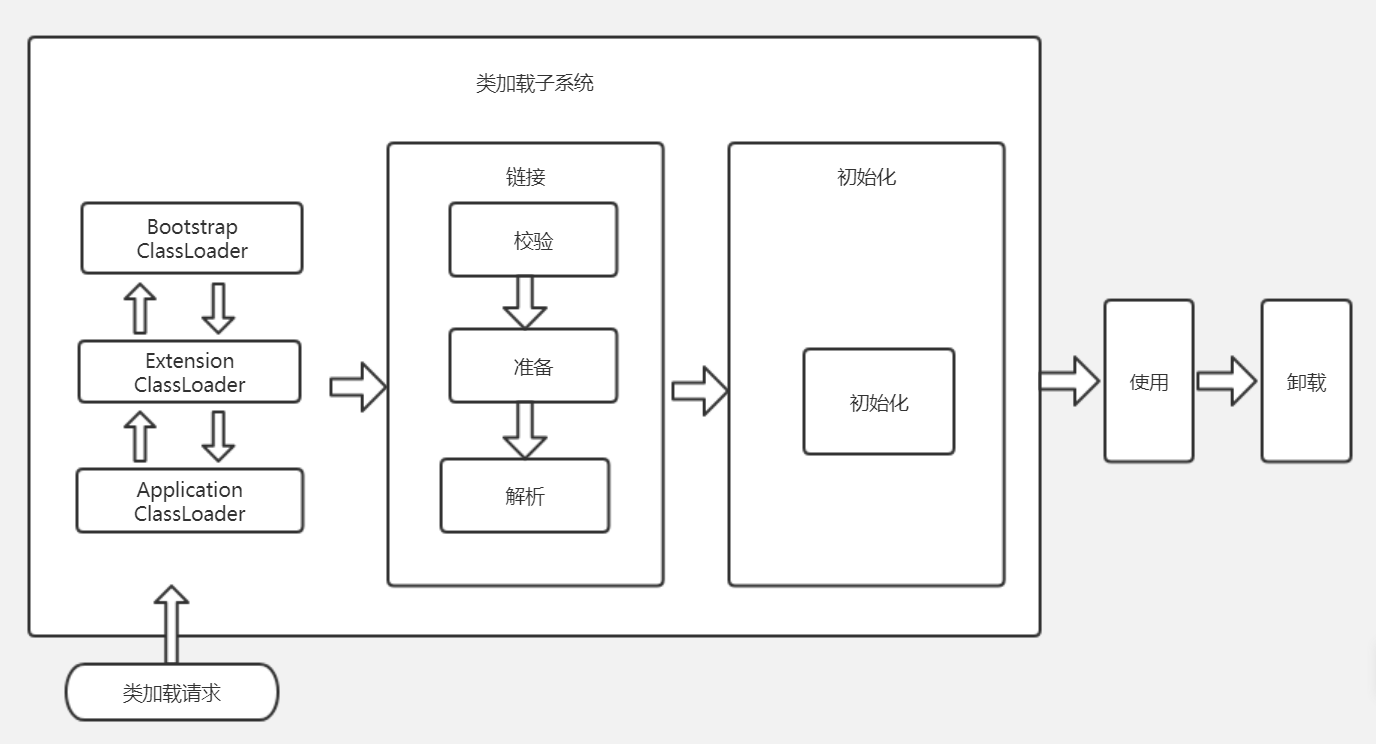 类加载子系统
Bootstrap
ClassLoader
Extension
ClassLoader
Application
ClassLoader
类加载请求
链接
校验
准备
解析
初始化
初始化
使用
卸载